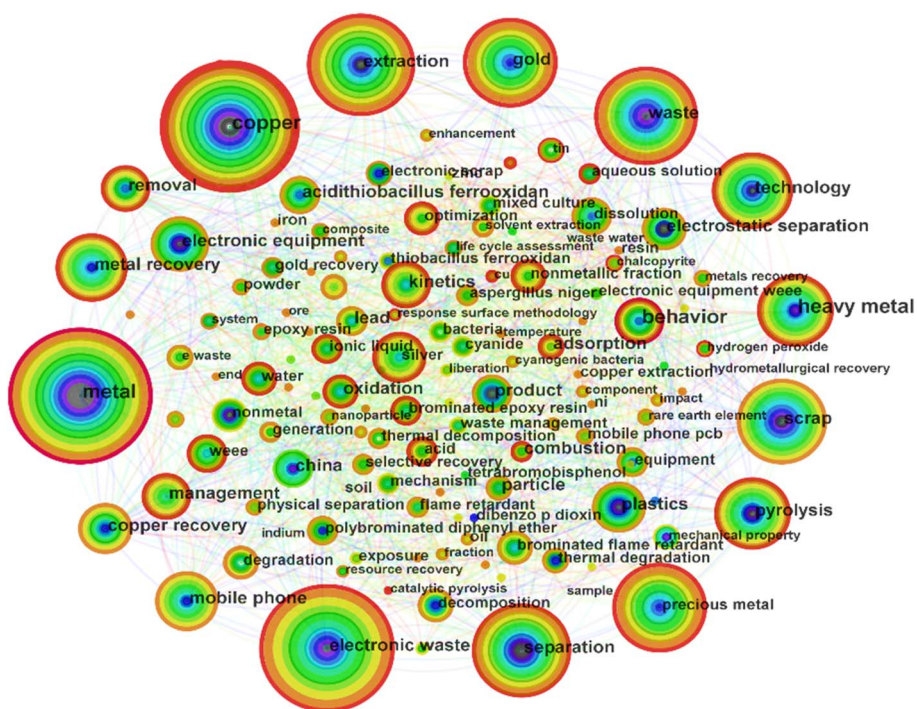 extraction
gold
copper
waste
enhancement
tin
electronic scrap
zinc
aqueous solution
removal
acidithiobacillus ferrooxidan
technology
mixed culture
optimization
dissolution
iron
composite
solvent extraction
electrostatic separation
electronic equipment
waste water
life cycle assessment
resin
thiobacillus ferrooxidan
chalcopyrite
metal recovery
gold recovery
cu
nonmetallic fraction
metals recovery
powder
kinetics
aspergillus niger
electronic equipment weee
heavy metal
ore
response surface methodology
behavior
system
lead
epoxy resin
bacteria
temperature
ionic liquid
cyanide
adsorption
hydrogen peroxide
e waste
silver
cyanogenic bacteria
liberation
copper extraction
hydrometallurgical recovery
end
water
metal
oxidation
product
component
ni
impact
nonmetal
nanoparticle
brominated epoxy resin
rare earth element
scrap
waste management
generation
thermal decomposition
mobile phone pcb
weee
acid
combustion
china
selective recovery
equipment
tetrabromobisphenol
mechanism
soil
particle
management
physical separation
flame retardant
plastics
pyrolysis
dibenzo p dioxin
copper recovery
indium
polybrominated diphenyl ether
oil
mechanical property
brominated flame retardant
fraction
exposure
degradation
thermal degradation
resource recovery
catalytic pyrolysis
sample
mobile phone
decomposition
precious metal
electronic waste
separation